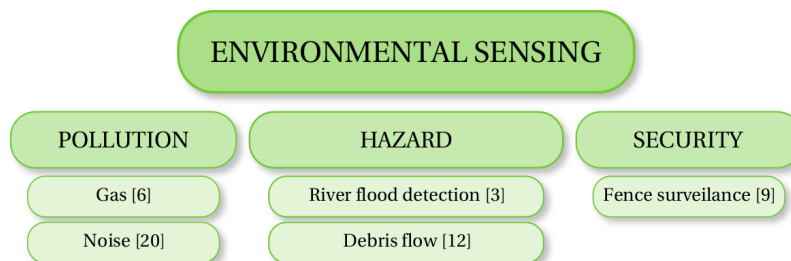 ENVIRONMENTAL SENSING
POLLUTION
HAZARD
SECURITY
Gas [6]
River flood detection [3]
Fence surveilance [9]
Noise [20]
Debris flow [12]